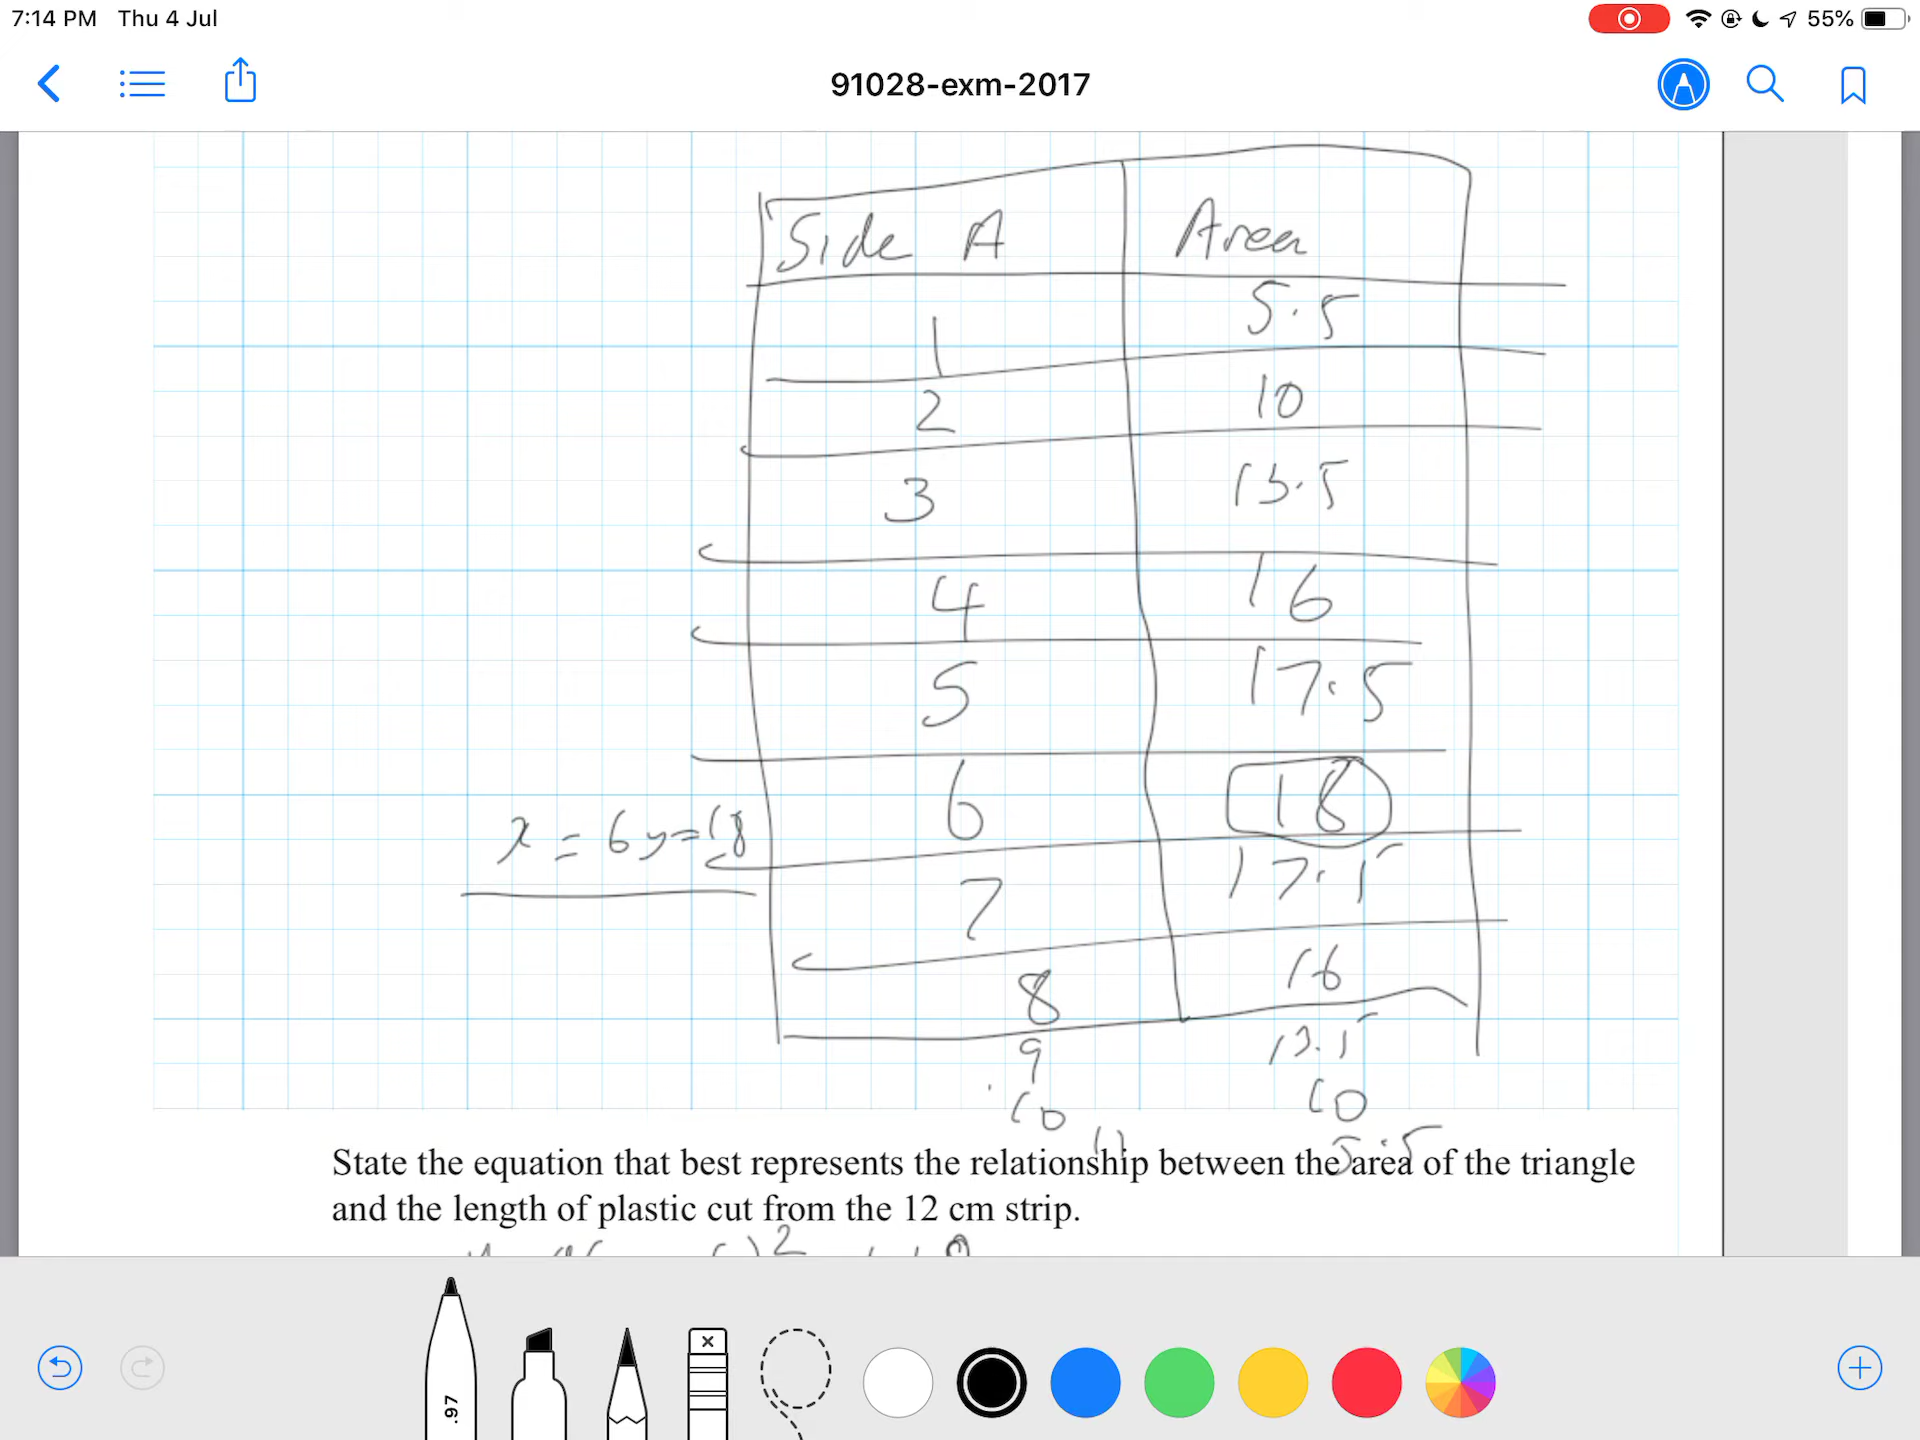 7:14 PM Thu 4 Jul 55%
91028-exm-2017
Side A Area
1 5.5
2 10
3 13.5
4 16
5 17.5
6 18
x = 6 y = 18
7 17.5
8 16
9 13.5
10 10
11 5.5
State the equation that best represents the relationship between the area of the triangle
and the length of plastic cut from the 12 cm strip.
.97